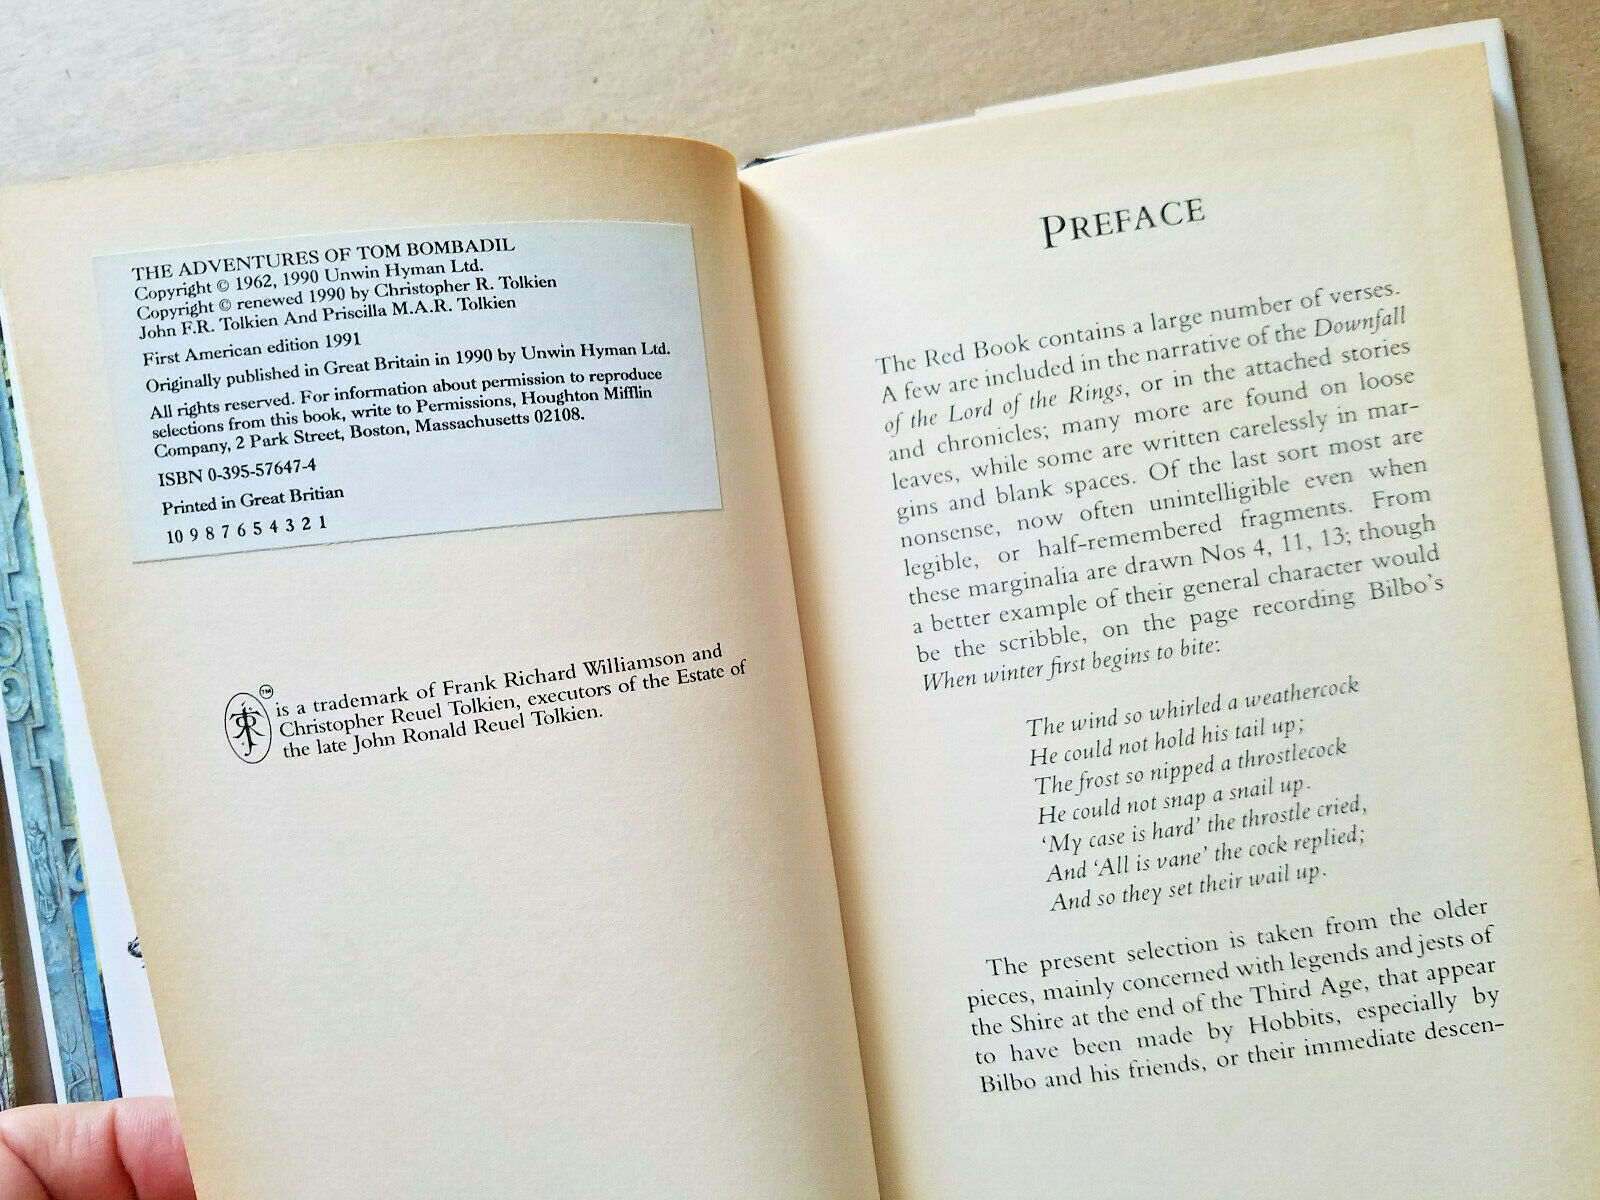 THE ADVENTURES OF TOM BOMBADIL
Copyright © 1962, 1990 Unwin Hyman Ltd.
Copyright © renewed 1990 by Christopher R. Tolkien
John F.R. Tolkien And Priscilla M.A.R. Tolkien
First American edition 1991
Originally published in Great Britain in 1990 by Unwin Hyman Ltd.
All rights reserved. For information about permission to reproduce
selections from this book, write to Permissions, Houghton Mifflin
Company, 2 Park Street, Boston, Massachusetts 02108.
ISBN 0-395-57647-4
Printed in Great Britian
10 9 8 7 6 5 4 3 2 1
™ is a trademark of Frank Richard Williamson and
Christopher Reuel Tolkien, executors of the Estate of
the late John Ronald Reuel Tolkien.
PREFACE
The Red Book contains a large number of verses.
A few are included in the narrative of the Downfall
of the Lord of the Rings, or in the attached stories
and chronicles; many more are found on loose
leaves, while some are written carelessly in mar-
gins and blank spaces. Of the last sort most are
nonsense, now often unintelligible even when
legible, or half-remembered fragments. From
these marginalia are drawn Nos 4, 11, 13; though
a better example of their general character would
be the scribble, on the page recording Bilbo's
When winter first begins to bite:
The wind so whirled a weathercock
He could not hold his tail up;
The frost so nipped a throstlecock
He could not snap a snail up.
‘My case is hard’ the throstle cried,
And ‘All is vane’ the cock replied;
And so they set their wail up.
The present selection is taken from the older
pieces, mainly concerned with legends and jests of
the Shire at the end of the Third Age, that appear
to have been made by Hobbits, especially by
Bilbo and his friends, or their immediate descen-